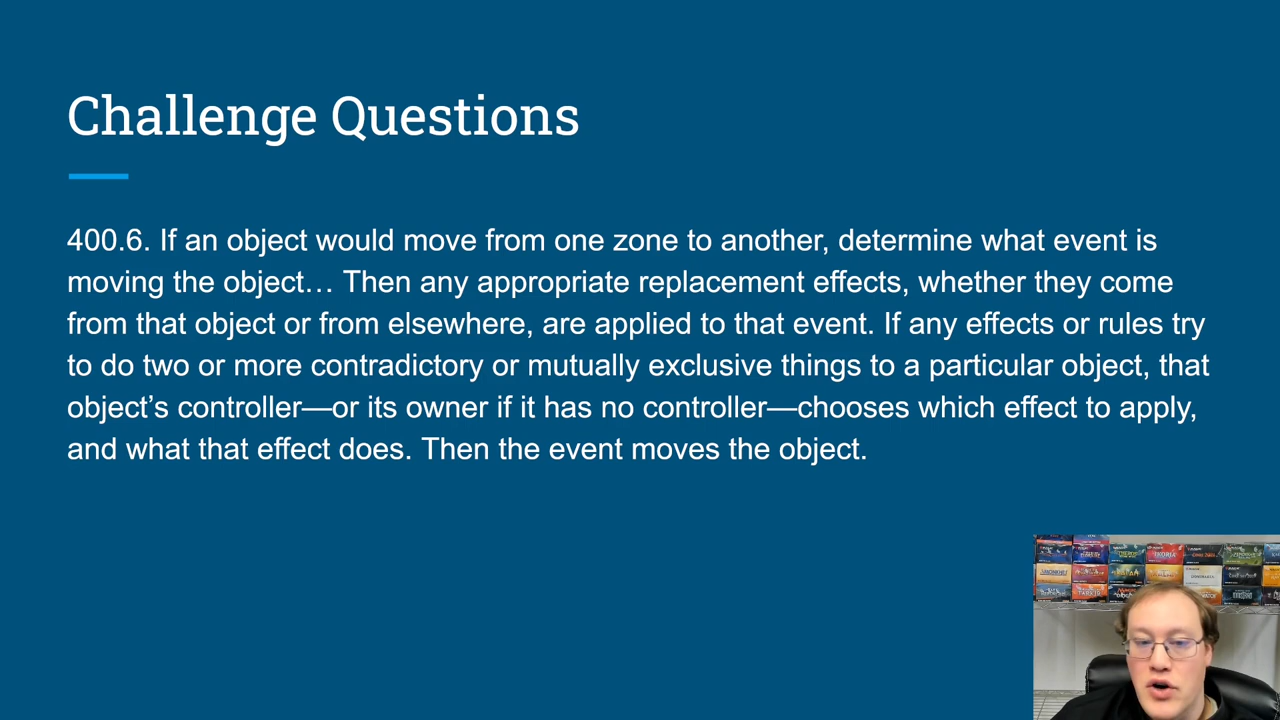 Challenge Questions
400.6. If an object would move from one zone to another, determine what event is
moving the object… Then any appropriate replacement effects, whether they come
from that object or from elsewhere, are applied to that event. If any effects or rules try
to do two or more contradictory or mutually exclusive things to a particular object, that
object’s controller—or its owner if it has no controller—chooses which effect to apply,
and what that effect does. Then the event moves the object.
IKORIA
TARKIR